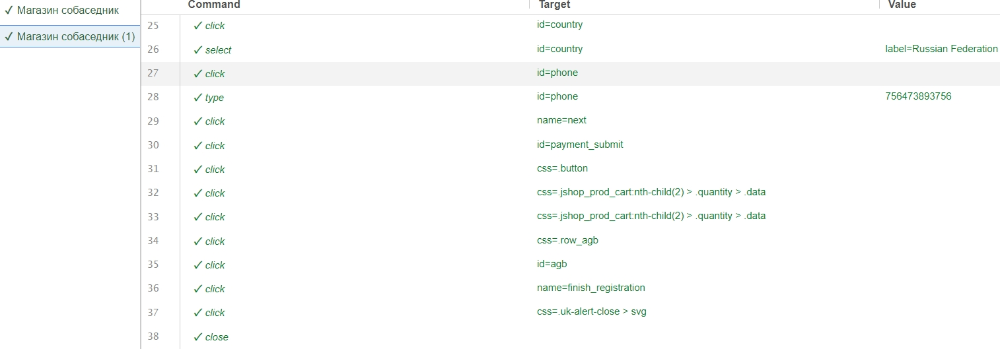 ✓ Магазин собаседник
✓ Магазин собаседник (1)
Command Target Value
25 ✓ click id=country
26 ✓ select id=country label=Russian Federation
27 ✓ click id=phone
28 ✓ type id=phone 756473893756
29 ✓ click name=next
30 ✓ click id=payment_submit
31 ✓ click css=.button
32 ✓ click css=.jshop_prod_cart:nth-child(2) > .quantity > .data
33 ✓ click css=.jshop_prod_cart:nth-child(2) > .quantity > .data
34 ✓ click css=.row_agb
35 ✓ click id=agb
36 ✓ click name=finish_registration
37 ✓ click css=.uk-alert-close > svg
38 ✓ close